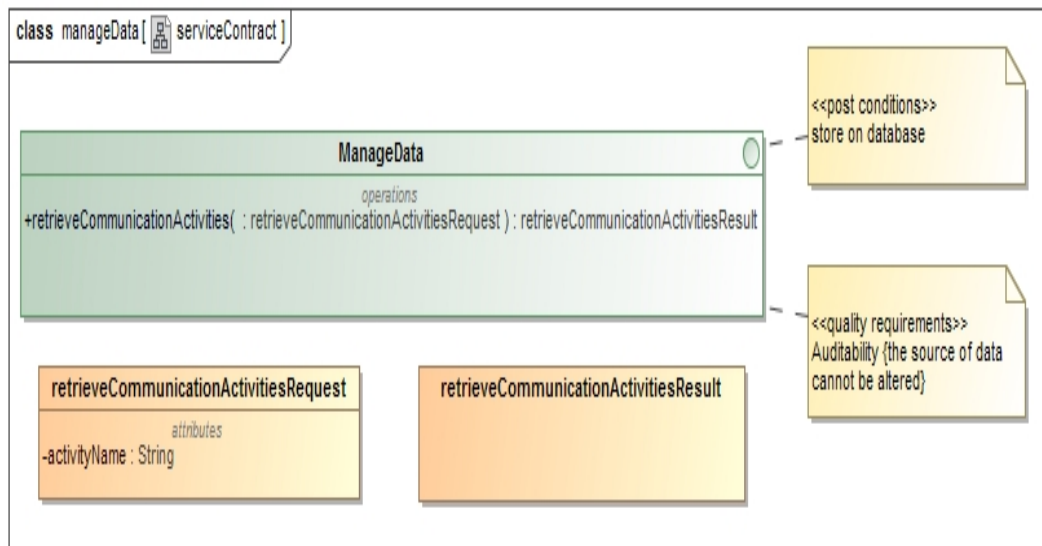 class manageData [ serviceContract ]
<<post conditions>>
store on database
ManageData
operations
+retrieveCommunicationActivities( : retrieveCommunicationActivitiesRequest ) : retrieveCommunicationActivitiesResult
<<quality requirements>>
Auditability {the source of data
cannot be altered}
retrieveCommunicationActivitiesRequest
attributes
-activityName : String
retrieveCommunicationActivitiesResult